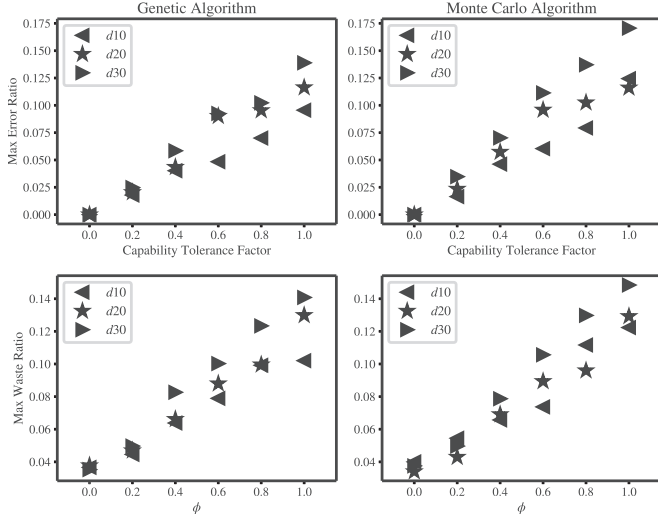 Genetic Algorithm
Monte Carlo Algorithm
Max Error Ratio
0.175
0.150
0.125
0.100
0.075
0.050
0.025
0.000
d10
d20
d30
0.0 0.2 0.4 0.6 0.8 1.0
Capability Tolerance Factor
0.175
0.150
0.125
0.100
0.075
0.050
0.025
0.000
d10
d20
d30
0.0 0.2 0.4 0.6 0.8 1.0
Capability Tolerance Factor
Max Waste Ratio
0.14
0.12
0.10
0.08
0.06
0.04
d10
d20
d30
0.0 0.2 0.4 0.6 0.8 1.0
ϕ
0.14
0.12
0.10
0.08
0.06
0.04
d10
d20
d30
0.0 0.2 0.4 0.6 0.8 1.0
ϕ